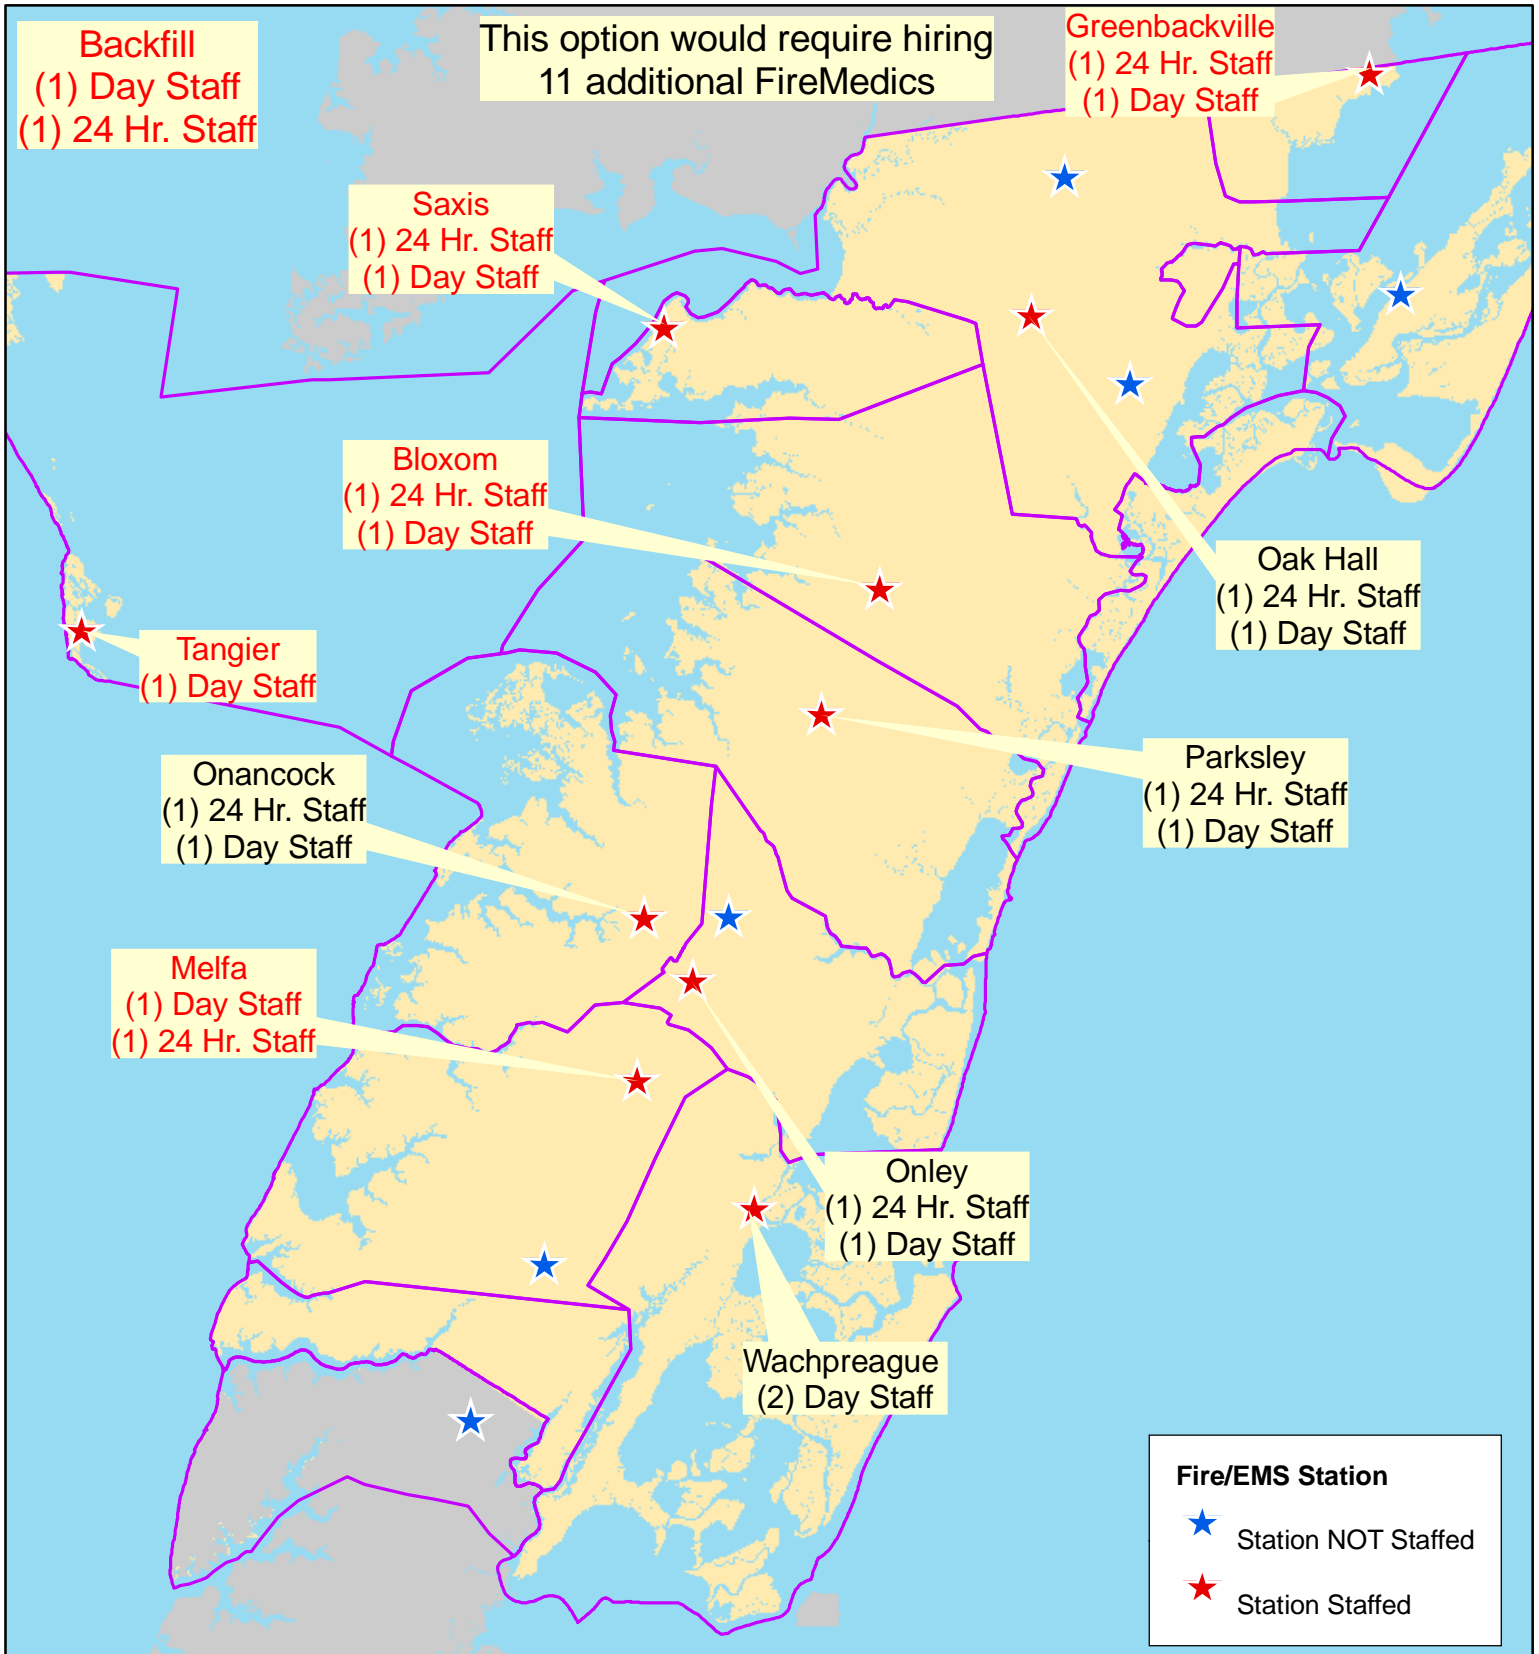 Backfill
(1) Day Staff
(1) 24 Hr. Staff
This option would require hiring
11 additional FireMedics
Greenbackville
(1) 24 Hr. Staff
(1) Day Staff
Saxis
(1) 24 Hr. Staff
(1) Day Staff
Bloxom
(1) 24 Hr. Staff
(1) Day Staff
Oak Hall
(1) 24 Hr. Staff
(1) Day Staff
Tangier
(1) Day Staff
Parksley
(1) 24 Hr. Staff
(1) Day Staff
Onancock
(1) 24 Hr. Staff
(1) Day Staff
Melfa
(1) Day Staff
(1) 24 Hr. Staff
Onley
(1) 24 Hr. Staff
(1) Day Staff
Wachpreague
(2) Day Staff
Fire/EMS Station
Station NOT Staffed
Station Staffed